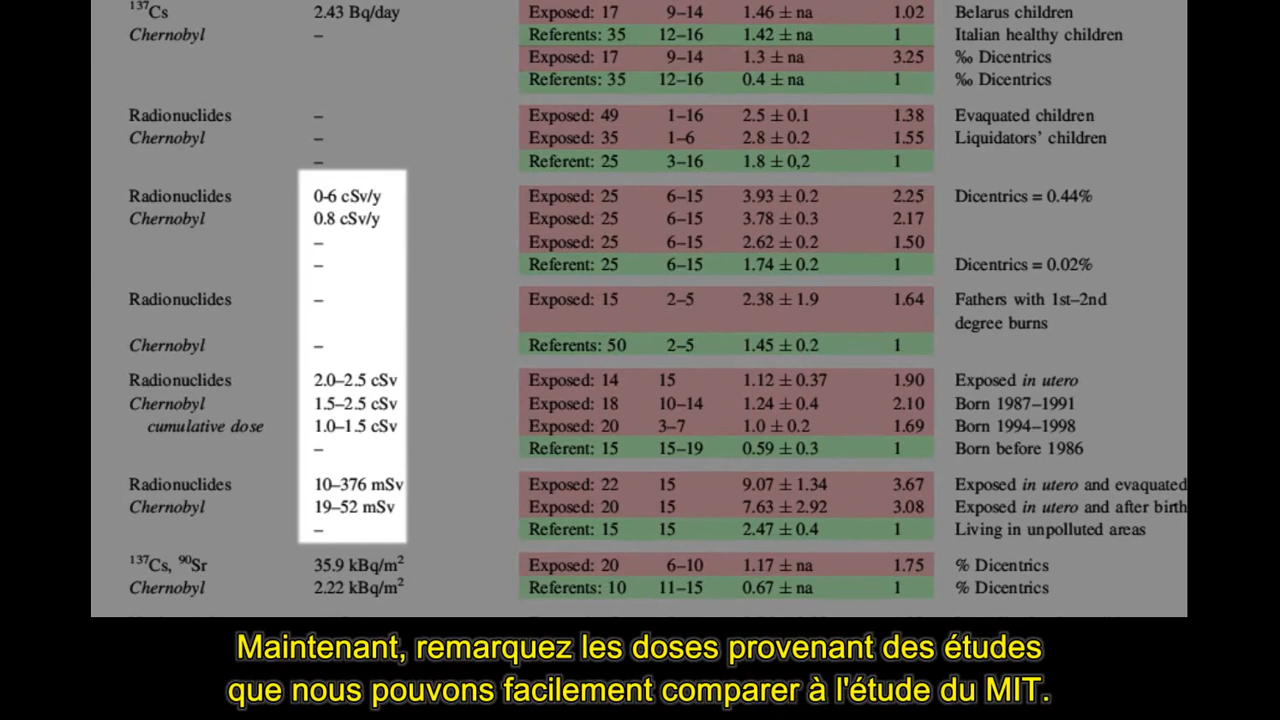 ¹³⁷Cs 2.43 Bq/day Exposed: 17 9–14 1.46 ± na 1.02 Belarus children
Chernobyl – Referents: 35 12–16 1.42 ± na 1 Italian healthy children
Exposed: 17 9–14 1.3 ± na 3.25 ‰ Dicentrics
Referents: 35 12–16 0.4 ± na 1 ‰ Dicentrics
Radionuclides – Exposed: 49 1–16 2.5 ± 0.1 1.38 Evaquated children
Chernobyl – Exposed: 35 1–6 2.8 ± 0.2 1.55 Liquidators' children
– Referent: 25 3–16 1.8 ± 0,2 1
Radionuclides 0-6 cSv/y Exposed: 25 6–15 3.93 ± 0.2 2.25 Dicentrics = 0.44%
Chernobyl 0.8 cSv/y Exposed: 25 6–15 3.78 ± 0.3 2.17
– Exposed: 25 6–15 2.62 ± 0.2 1.50
– Referent: 25 6–15 1.74 ± 0.2 1 Dicentrics = 0.02%
Radionuclides – Exposed: 15 2–5 2.38 ± 1.9 1.64 Fathers with 1st–2nd
degree burns
Chernobyl – Referents: 50 2–5 1.45 ± 0.2 1
Radionuclides 2.0–2.5 cSv Exposed: 14 15 1.12 ± 0.37 1.90 Exposed in utero
Chernobyl 1.5–2.5 cSv Exposed: 18 10–14 1.24 ± 0.4 2.10 Born 1987–1991
cumulative dose 1.0–1.5 cSv Exposed: 20 3–7 1.0 ± 0.2 1.69 Born 1994–1998
– Referent: 15 15–19 0.59 ± 0.3 1 Born before 1986
Radionuclides 10–376 mSv Exposed: 22 15 9.07 ± 1.34 3.67 Exposed in utero and evaquated
Chernobyl 19–52 mSv Exposed: 20 15 7.63 ± 2.92 3.08 Exposed in utero and after birth
– Referent: 15 15 2.47 ± 0.4 1 Living in unpolluted areas
¹³⁷Cs, ⁹⁰Sr 35.9 kBq/m² Exposed: 20 6–10 1.17 ± na 1.75 % Dicentrics
Chernobyl 2.22 kBq/m² Referents: 10 11–15 0.67 ± na 1 % Dicentrics
Maintenant, remarquez les doses provenant des études
que nous pouvons facilement comparer à l'étude du MIT.